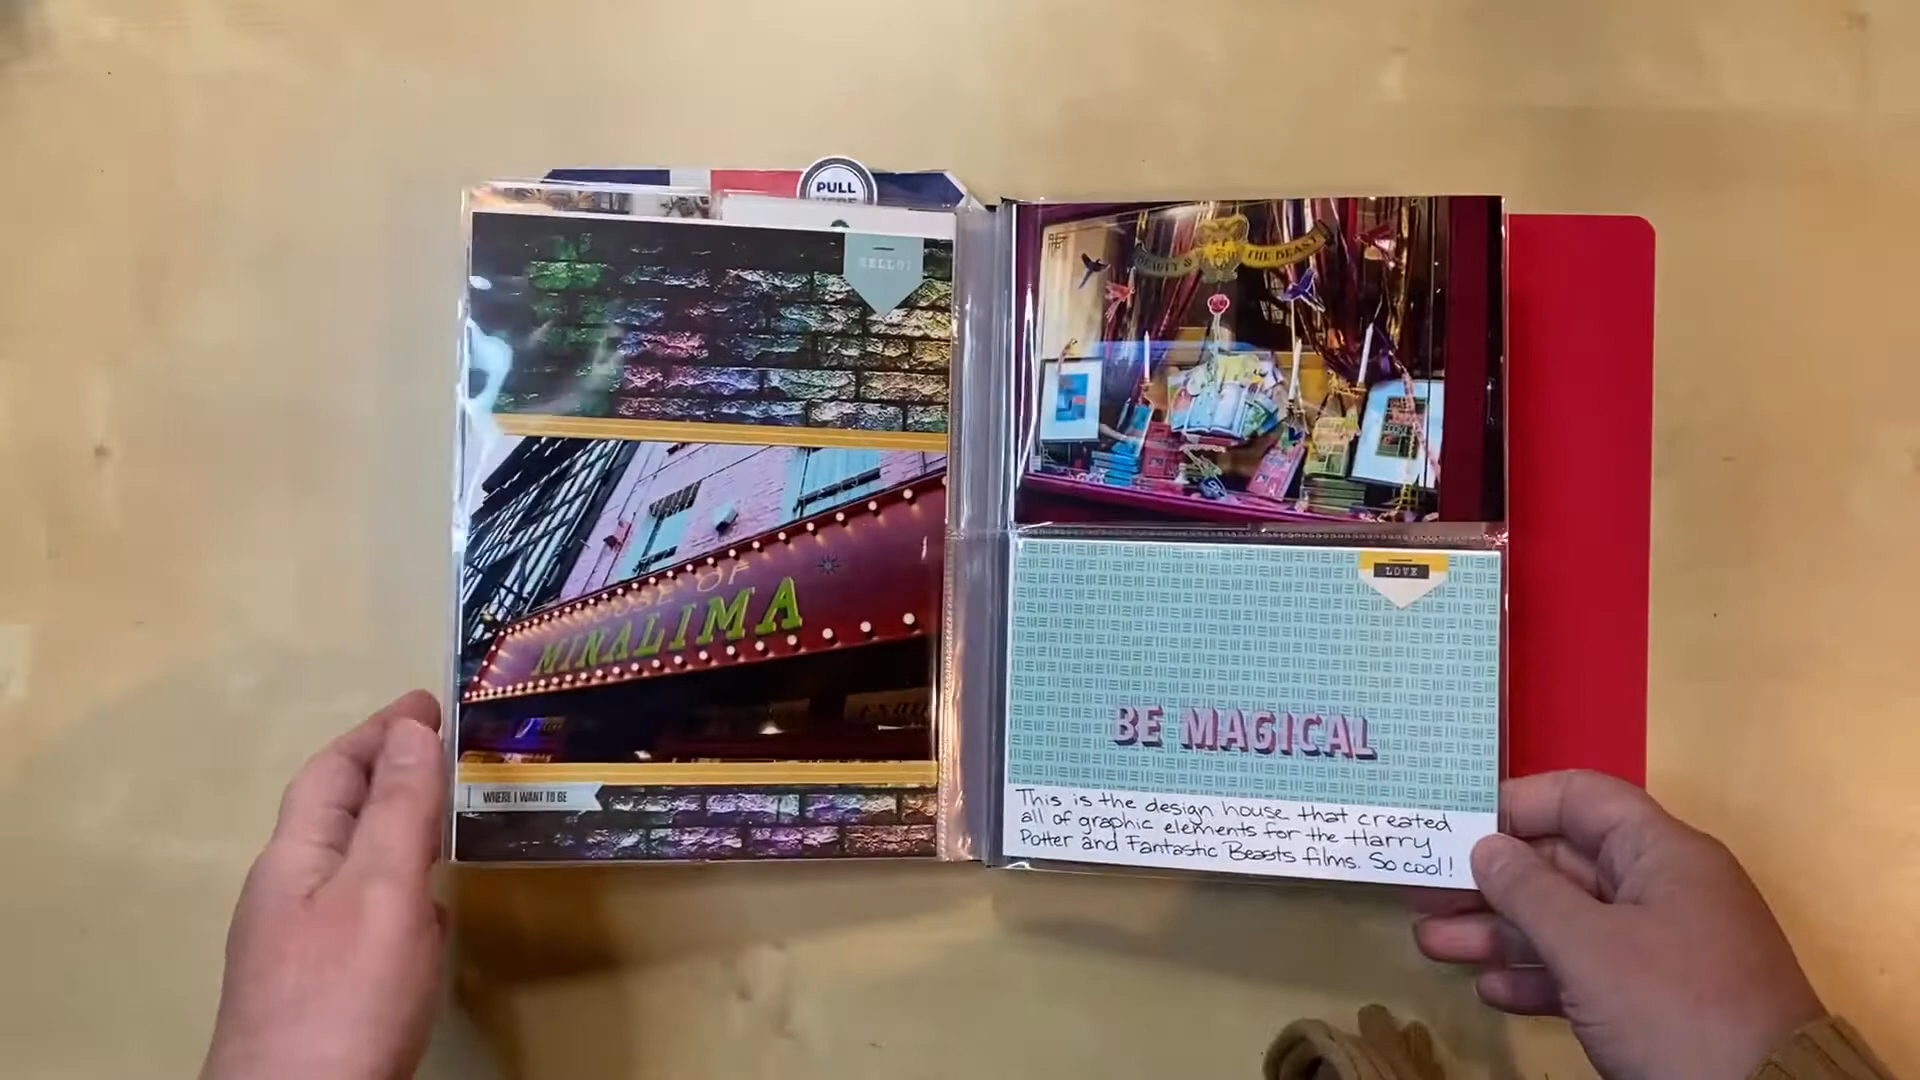 PULL
HERE
HELLO!
HOUSE OF
MINALIMA
WHERE I WANT TO BE
BEAUTY & THE BEAST
LOVE
BE MAGICAL
This is the design house that created
all of graphic elements for the Harry
Potter and Fantastic Beasts films. So cool!